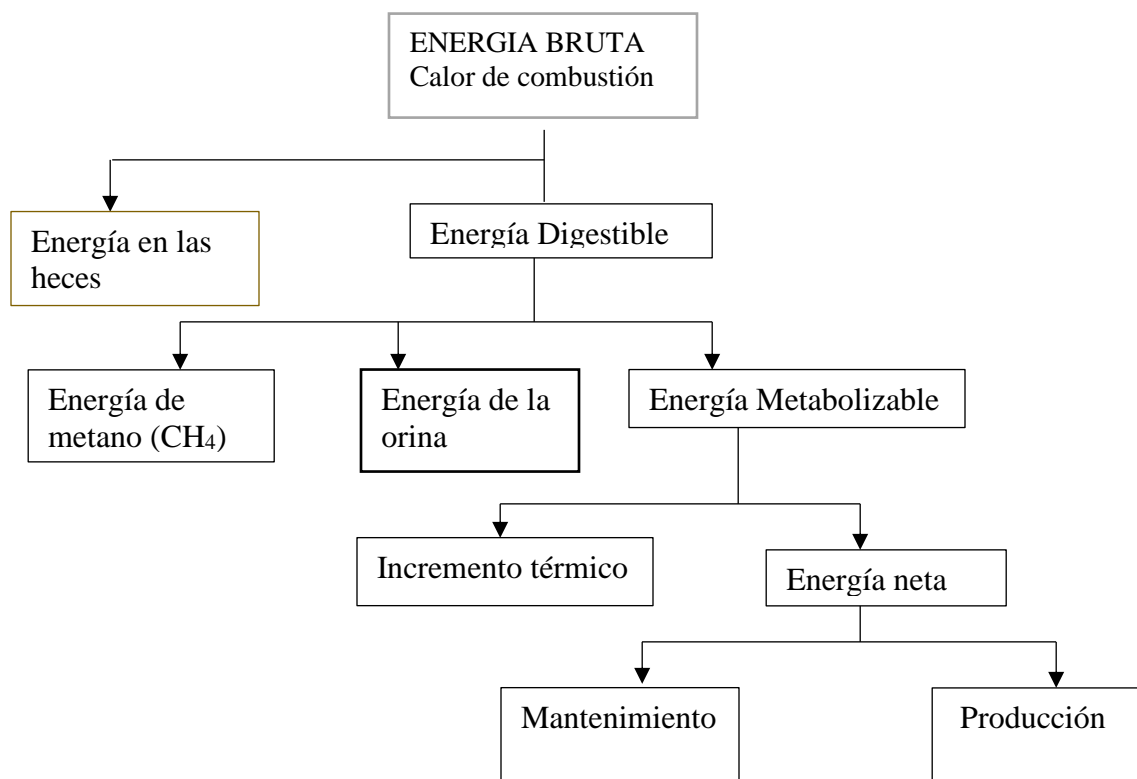 ENERGIA BRUTA
Calor de combustión
Energía en las
heces
Energía Digestible
Energía de
metano (CH₄)
Energía de la
orina
Energía Metabolizable
Incremento térmico
Energía neta
Mantenimiento
Producción